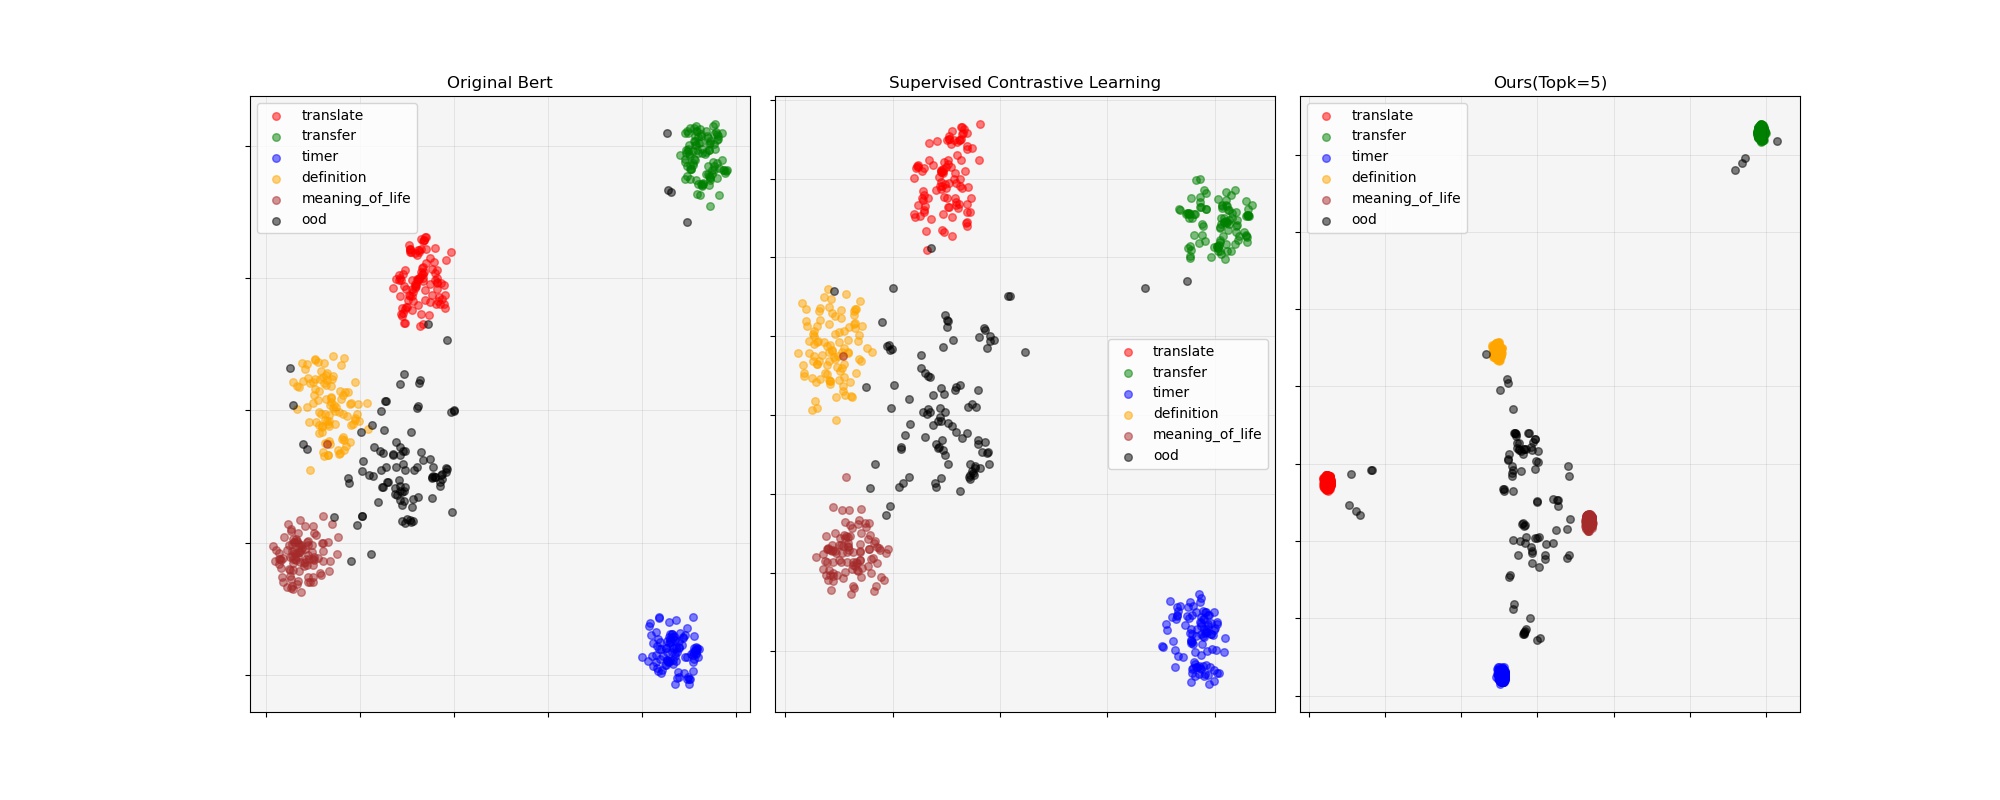 Original Bert
translate
transfer
timer
definition
meaning_of_life
ood
Supervised Contrastive Learning
translate
transfer
timer
definition
meaning_of_life
ood
Ours(Topk=5)
translate
transfer
timer
definition
meaning_of_life
ood